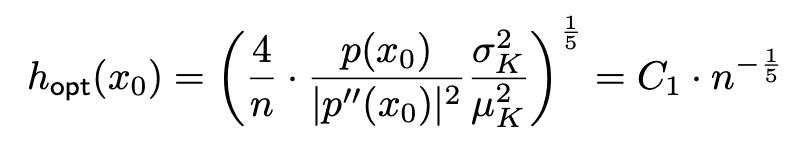 h_opt(x_0) = (4/n · p(x_0)/|p''(x_0)|^2 σ_K^2/μ_K^2)^{1/5} = C_1 · n^{-1/5}